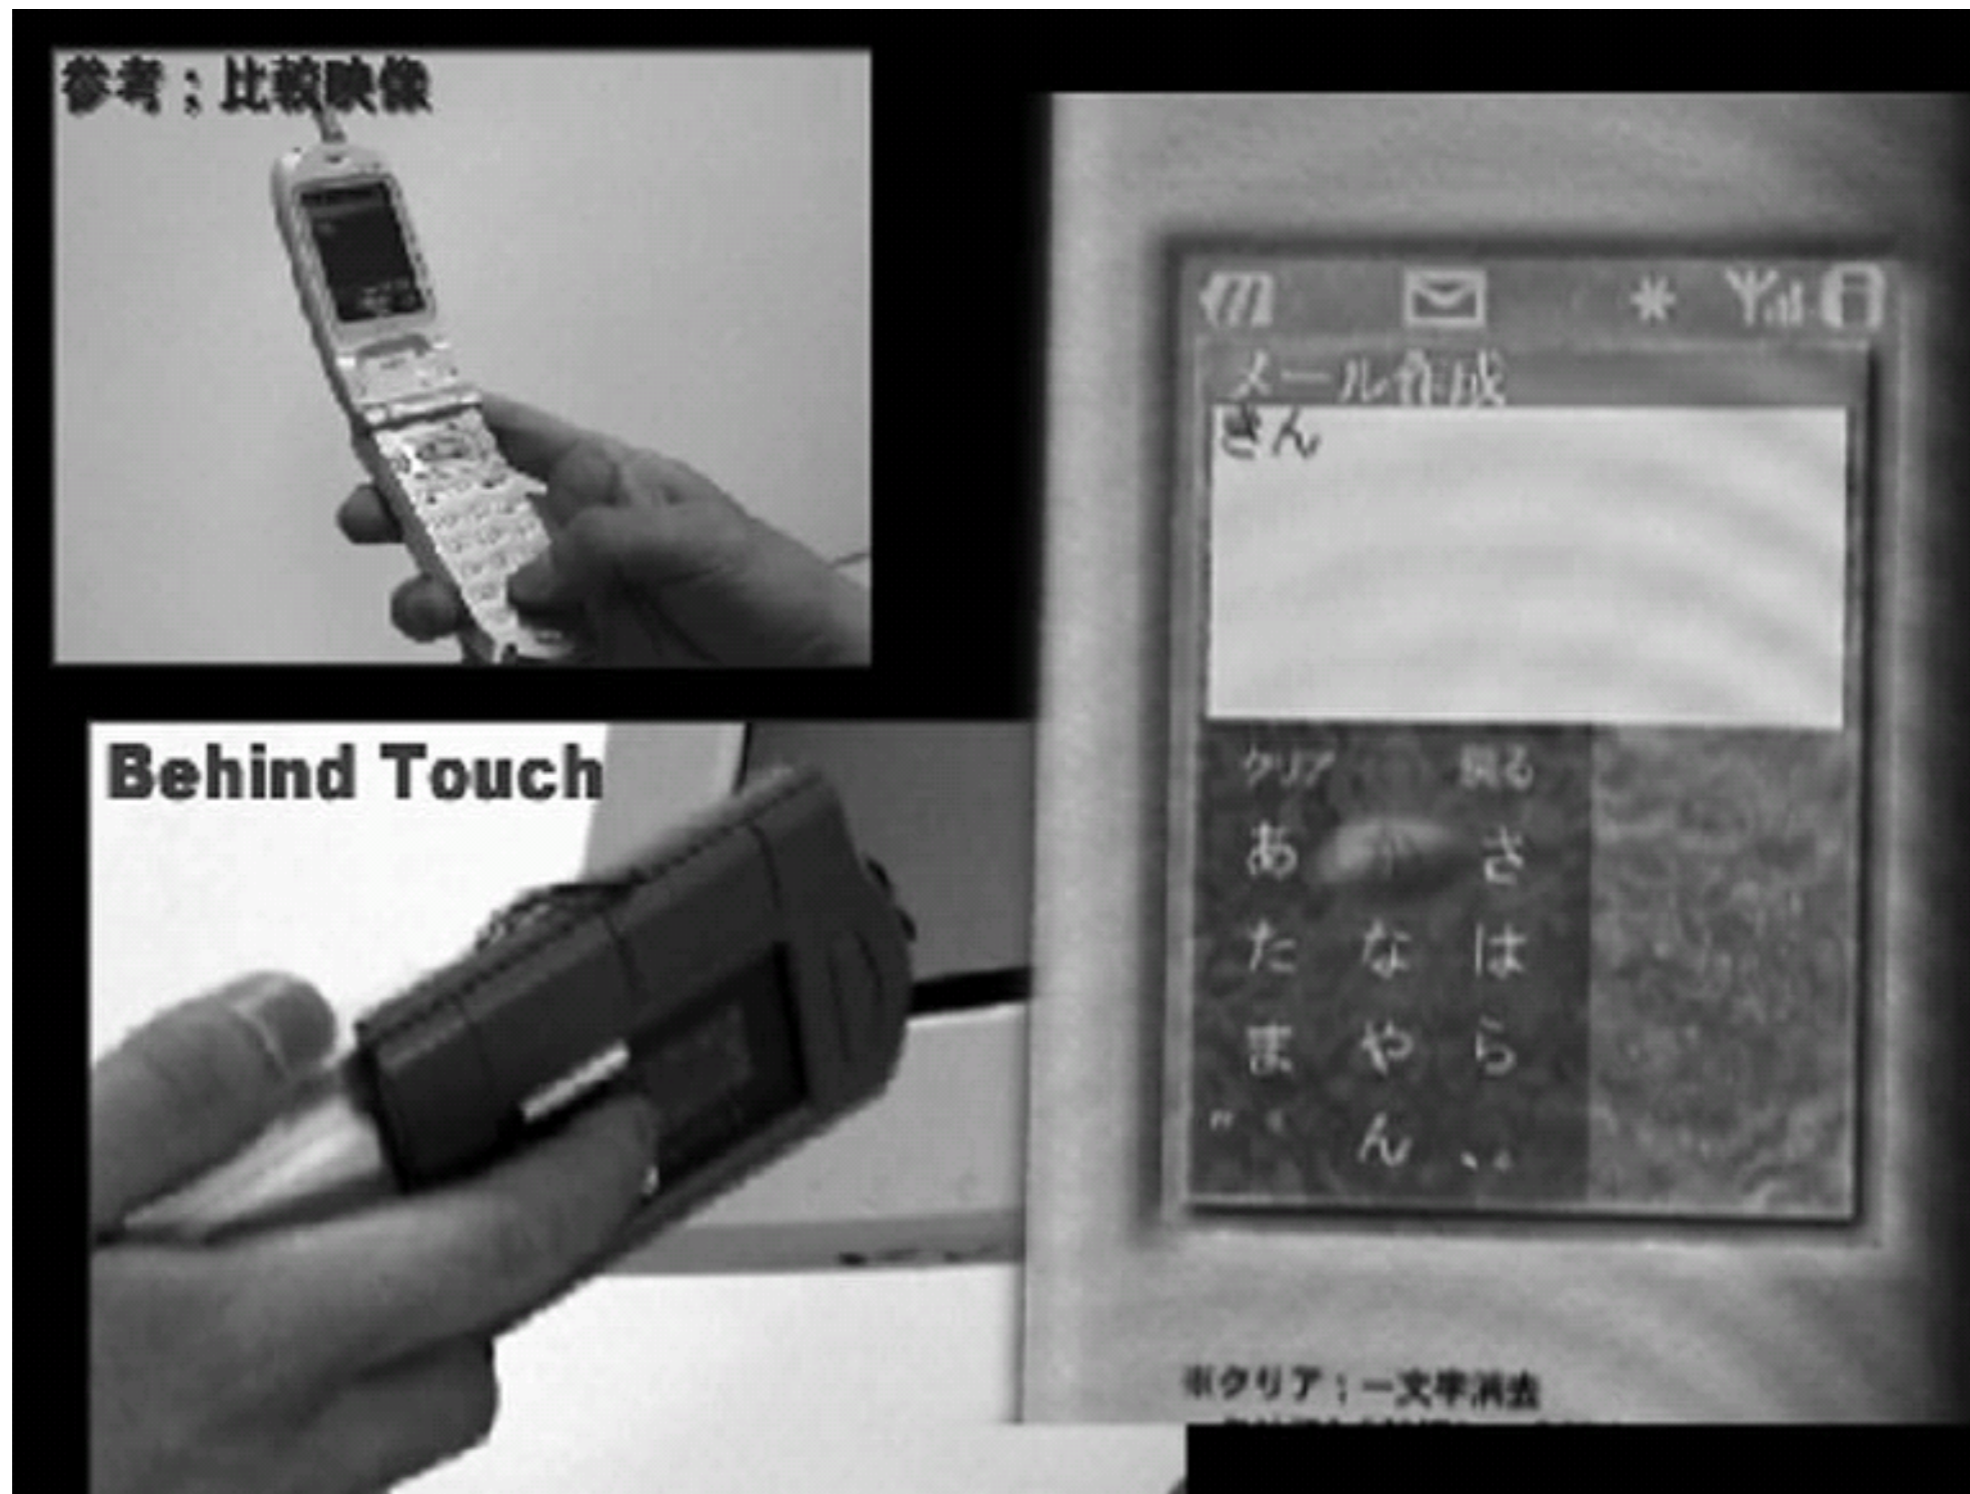 参考；比較映像
Behind Touch
メール作成
きん
クリア 戻る
あ か さ
た な は
ま や ら
" ° ん 、。
※クリア；一文字消去